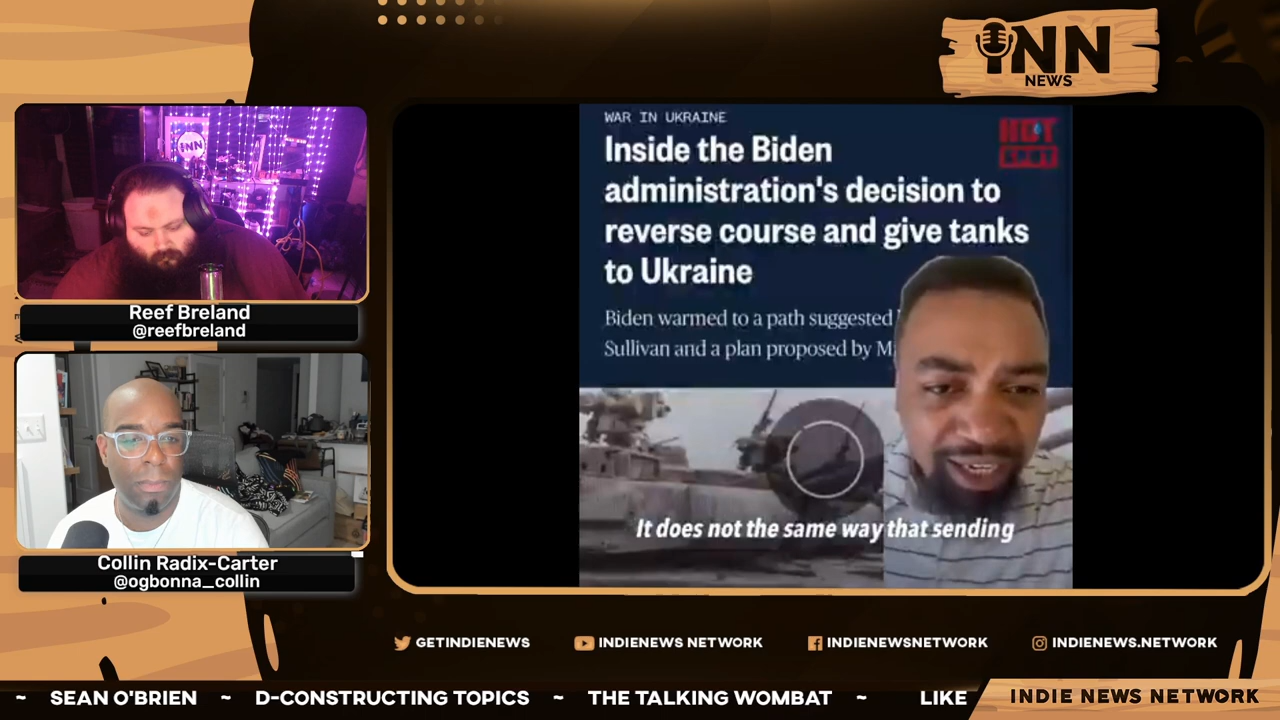 iNN
NEWS
iNN
Reef Breland
@reefbreland
Collin Radix-Carter
@ogbonna_collin
WAR IN UKRAINE
HOT
SPOT
Inside the Biden
administration's decision to
reverse course and give tanks
to Ukraine
Biden warmed to a path suggested
Sullivan and a plan proposed by
It does not the same way that sending
GETINDIENEWS
INDIENEWS NETWORK
INDIENEWSNETWORK
INDIENEWS.NETWORK
~ SEAN O'BRIEN ~ D-CONSTRUCTING TOPICS ~ THE TALKING WOMBAT ~ LIKE
INDIE NEWS NETWORK